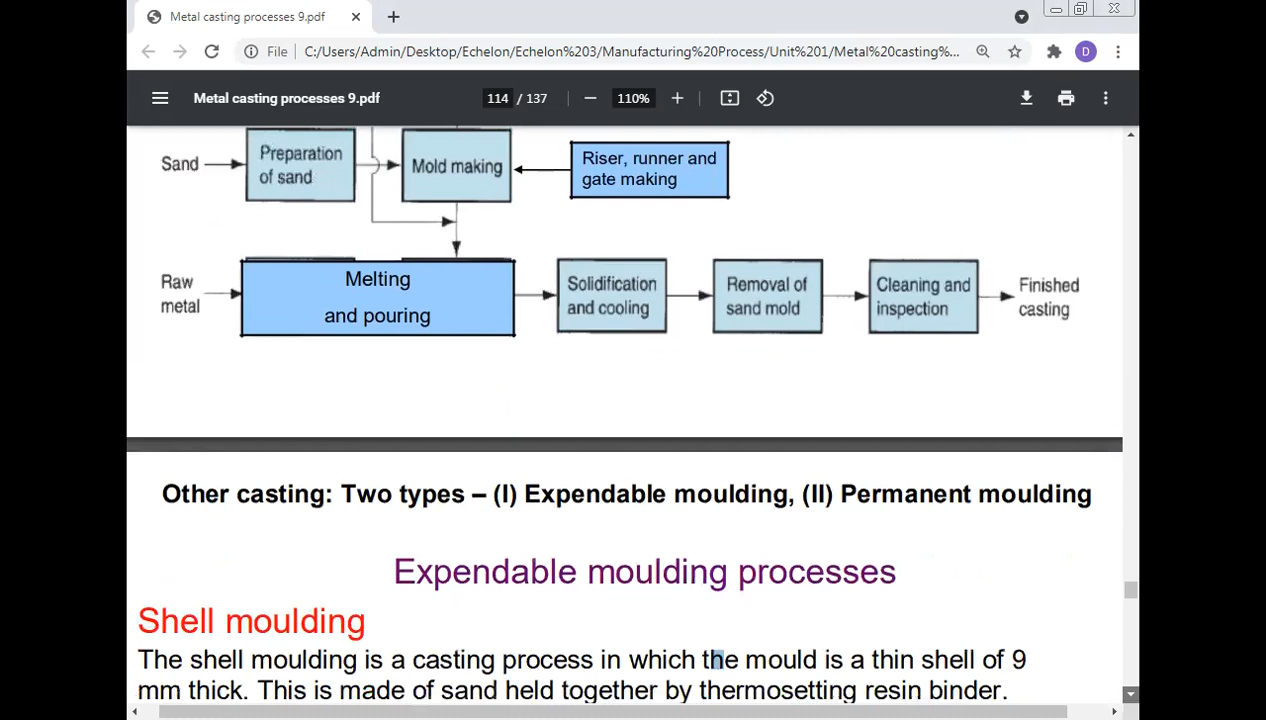 Metal casting processes 9.pdf
File
C:/Users/Admin/Desktop/Echelon/Echelon%203/Manufacturing%20Process/Unit%201/Metal%20casting%...
D
Metal casting processes 9.pdf
114 / 137
110%
Sand
Preparation
of sand
Mold making
Riser, runner and
gate making
Raw
metal
Melting
and pouring
Solidification
and cooling
Removal of
sand mold
Cleaning and
inspection
Finished
casting
Other casting: Two types – (I) Expendable moulding, (II) Permanent moulding
Expendable moulding processes
Shell moulding
The shell moulding is a casting process in which the mould is a thin shell of 9
mm thick. This is made of sand held together by thermosetting resin binder.